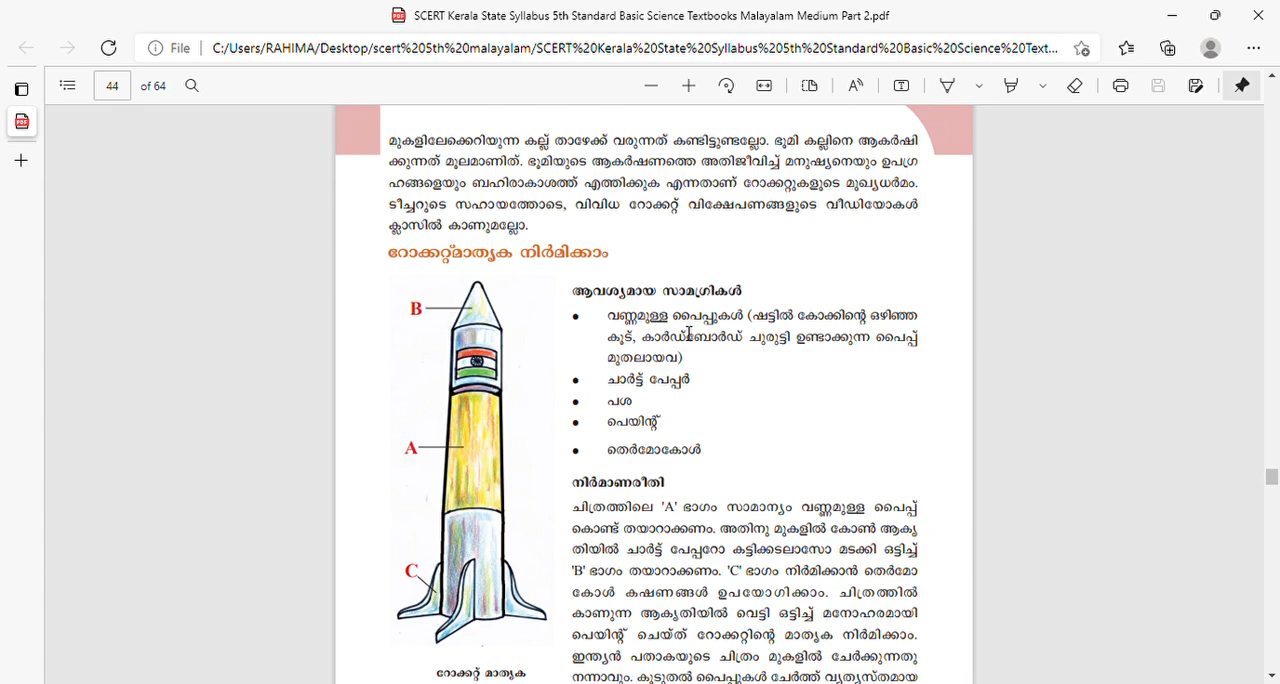 SCERT Kerala State Syllabus 5th Standard Basic Science Textbooks Malayalam Medium Part 2.pdf
File
C:/Users/RAHIMA/Desktop/scert%205th%20malayalam/SCERT%20Kerala%20State%20Syllabus%205th%20Standard%20Basic%20Science%20Text...
44
of 64
മുകളിലേക്കെറിയുന്ന കല്ല് താഴേക്ക് വരുന്നത് കണ്ടിട്ടുണ്ടല്ലോ. ഭൂമി കല്ലിനെ ആകർഷി
ക്കുന്നത് മൂലമാണിത്. ഭൂമിയുടെ ആകർഷണത്തെ അതിജീവിച്ച് മനുഷ്യനെയും ഉപഗ്ര
ഹങ്ങളെയും ബഹിരാകാശത്ത് എത്തിക്കുക എന്നതാണ് റോക്കറ്റുകളുടെ മുഖ്യധർമം.
ടീച്ചറുടെ സഹായത്തോടെ, വിവിധ റോക്കറ്റ് വിക്ഷേപണങ്ങളുടെ വീഡിയോകൾ
ക്ലാസിൽ കാണുമല്ലോ.
റോക്കറ്റ്മാതൃക നിർമിക്കാം
B
A
C
റോക്കറ്റ് മാതൃക
ആവശ്യമായ സാമഗ്രികൾ
• വണ്ണമുള്ള പൈപ്പുകൾ (ഷട്ടിൽ കോക്കിന്റെ ഒഴിഞ്ഞ
കൂട്, കാർഡ്ബോർഡ് ചുരുട്ടി ഉണ്ടാക്കുന്ന പൈപ്പ്
മുതലായവ)
• ചാർട്ട് പേപ്പർ
• പശ
• പെയിന്റ്
• തെർമോകോൾ
നിർമാണരീതി
ചിത്രത്തിലെ 'A' ഭാഗം സാമാന്യം വണ്ണമുള്ള പൈപ്പ്
കൊണ്ട് തയാറാക്കണം. അതിനു മുകളിൽ കോൺ ആകൃ
തിയിൽ ചാർട്ട് പേപ്പറോ കട്ടിക്കടലാസോ മടക്കി ഒട്ടിച്ച്
'B' ഭാഗം തയാറാക്കണം. 'C' ഭാഗം നിർമിക്കാൻ തെർമോ
കോൾ കഷണങ്ങൾ ഉപയോഗിക്കാം. ചിത്രത്തിൽ
കാണുന്ന ആകൃതിയിൽ വെട്ടി ഒട്ടിച്ച് മനോഹരമായി
പെയിന്റ് ചെയ്ത് റോക്കറ്റിന്റെ മാതൃക നിർമിക്കാം.
ഇന്ത്യൻ പതാകയുടെ ചിത്രം മുകളിൽ ചേർക്കുന്നതു
നന്നാവും. കൂടുതൽ പൈപ്പുകൾ ചേർത്ത് വ്യത്യസ്തമായ